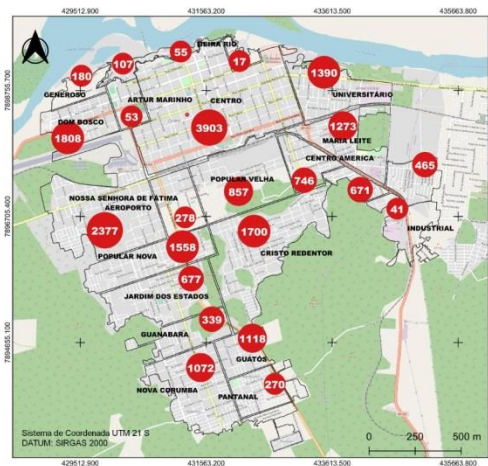 429512.900 431563.200 433613.500 435663.800
7898755.700
7896705.400
7894655.100
BEIRA RIO
55
17
107
180
1390
GENEROSO
ARTUR MARINHO
CENTRO
UNIVERSITÁRIO
53
DOM BOSCO
3903
1273
1808
MARIA LEITE
CENTRO AMERICA
465
POPULAR VELHA
746
NOSSA SENHORA DE FÁTIMA
857
671
AEROPORTO
278
41
2377
1700
INDUSTRIAL
1558
POPULAR NOVA
CRISTO REDENTOR
677
JARDIM DOS ESTADOS
339
GUANABARA
1118
GUATÓS
1072
270
NOVA CORUMBA
PANTANAL
Sistema de Coordenada UTM 21 S
DATUM: SIRGAS 2000
0 250 500 m
429512.900 431563.200 433613.500 435663.800